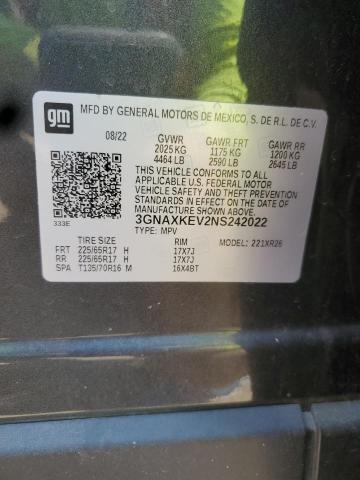 gm MFD BY GENERAL MOTORS DE MEXICO, S. DE R.L. DE C.V.
08/22 GVWR GAWR FRT GAWR RR
2025 KG 1175 KG 1200 KG
4464 LB 2590 LB 2645 LB
THIS VEHICLE CONFORMS TO ALL APPLICABLE
U.S. FEDERAL MOTOR VEHICLE SAFETY,
BUMPER, AND THEFT PREVENTION
STANDARDS IN EFFECT ON THE DATE OF
MANUFACTURE SHOWN ABOVE.
3GNAXKEV2NS242022
333E TYPE: MPV MODEL: 221XR26
TIRE SIZE RIM
FRT 225/65R17 H 17X7J
RR 225/65R17 H 17X7J
SPA T135/70R16 M 16X4BT